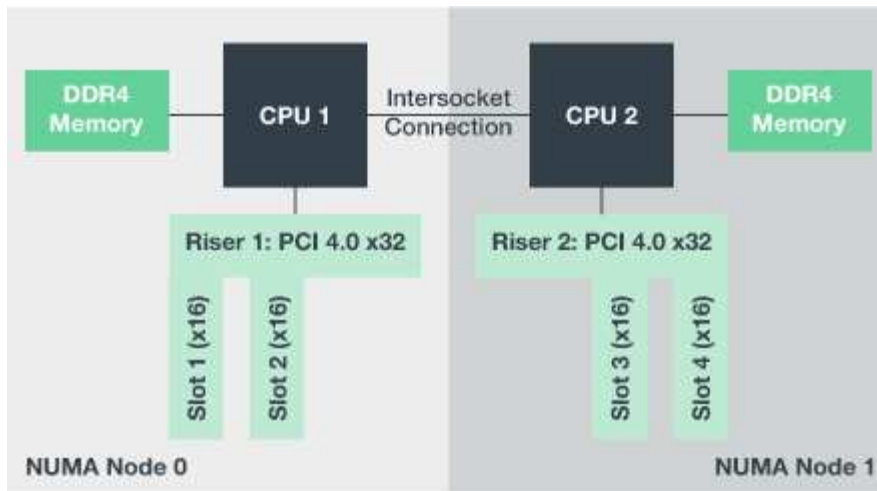 DDR4
Memory
CPU 1
Intersocket
Connection
CPU 2
DDR4
Memory
Riser 1: PCI 4.0 x32
Riser 2: PCI 4.0 x32
Slot 1 (x16)
Slot 2 (x16)
Slot 3 (x16)
Slot 4 (x16)
NUMA Node 0
NUMA Node 1